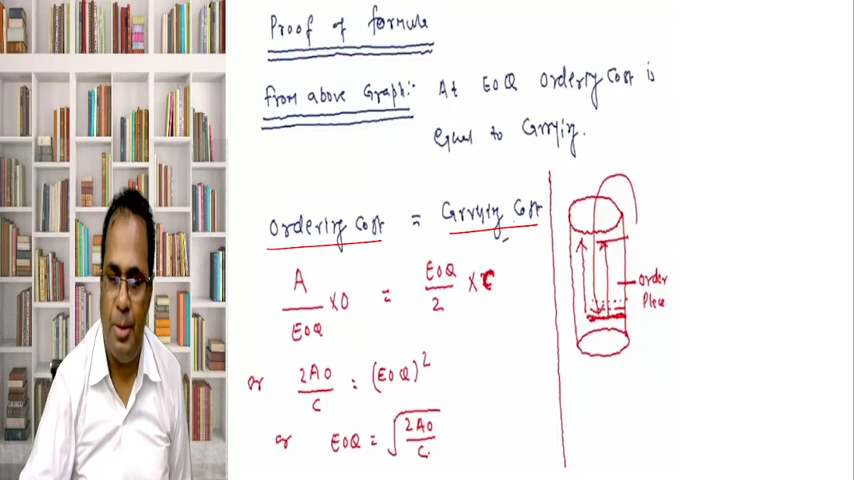 Proof of formula
From above Graph:- At EOQ Ordering Cost is
equal to Carrying.
Ordering Cost = Carrying Cost
A/EOQ × O = EOQ/2 × C
or 2AO/C = (EOQ)²
or EOQ = √(2AO/C)
Order
Place